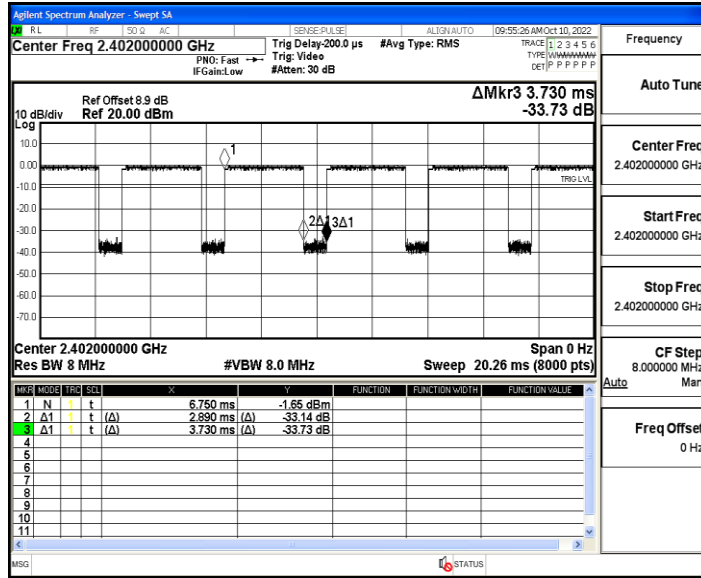 Agilent Spectrum Analyzer - Swept SA
RL RF 50 Ω AC SENSE:PULSE ALIGN AUTO 09:55:26 AM Oct 10, 2022
Center Freq 2.402000000 GHz
PNO: Fast
IFGain:Low
Trig Delay-200.0 µs
Trig: Video
#Atten: 30 dB
#Avg Type: RMS
TRACE 1 2 3 4 5 6
TYPE
DET P P P P P P
Frequency
Auto Tune
Center Freq
2.402000000 GHz
Start Freq
2.402000000 GHz
Stop Freq
2.402000000 GHz
CF Step
8.000000 MHz
Auto Man
Freq Offset
0 Hz
Ref Offset 8.9 dB
10 dB/div Ref 20.00 dBm
ΔMkr3 3.730 ms
-33.73 dB
Log
10.0
0.00
-10.0
-20.0
-30.0
-40.0
-50.0
-60.0
-70.0
1
TRIG LVL
2Δ1
3Δ1
Center 2.402000000 GHz Span 0 Hz
Res BW 8 MHz #VBW 8.0 MHz Sweep 20.26 ms (8000 pts)
MKR MODE TRC SCL X Y FUNCTION FUNCTION WIDTH FUNCTION VALUE
1 N 1 t 6.750 ms -1.65 dBm
2 Δ1 1 t (Δ) 2.890 ms (Δ) -33.14 dB
3 Δ1 1 t (Δ) 3.730 ms (Δ) -33.73 dB
4
5
6
7
8
9
10
11
MSG STATUS